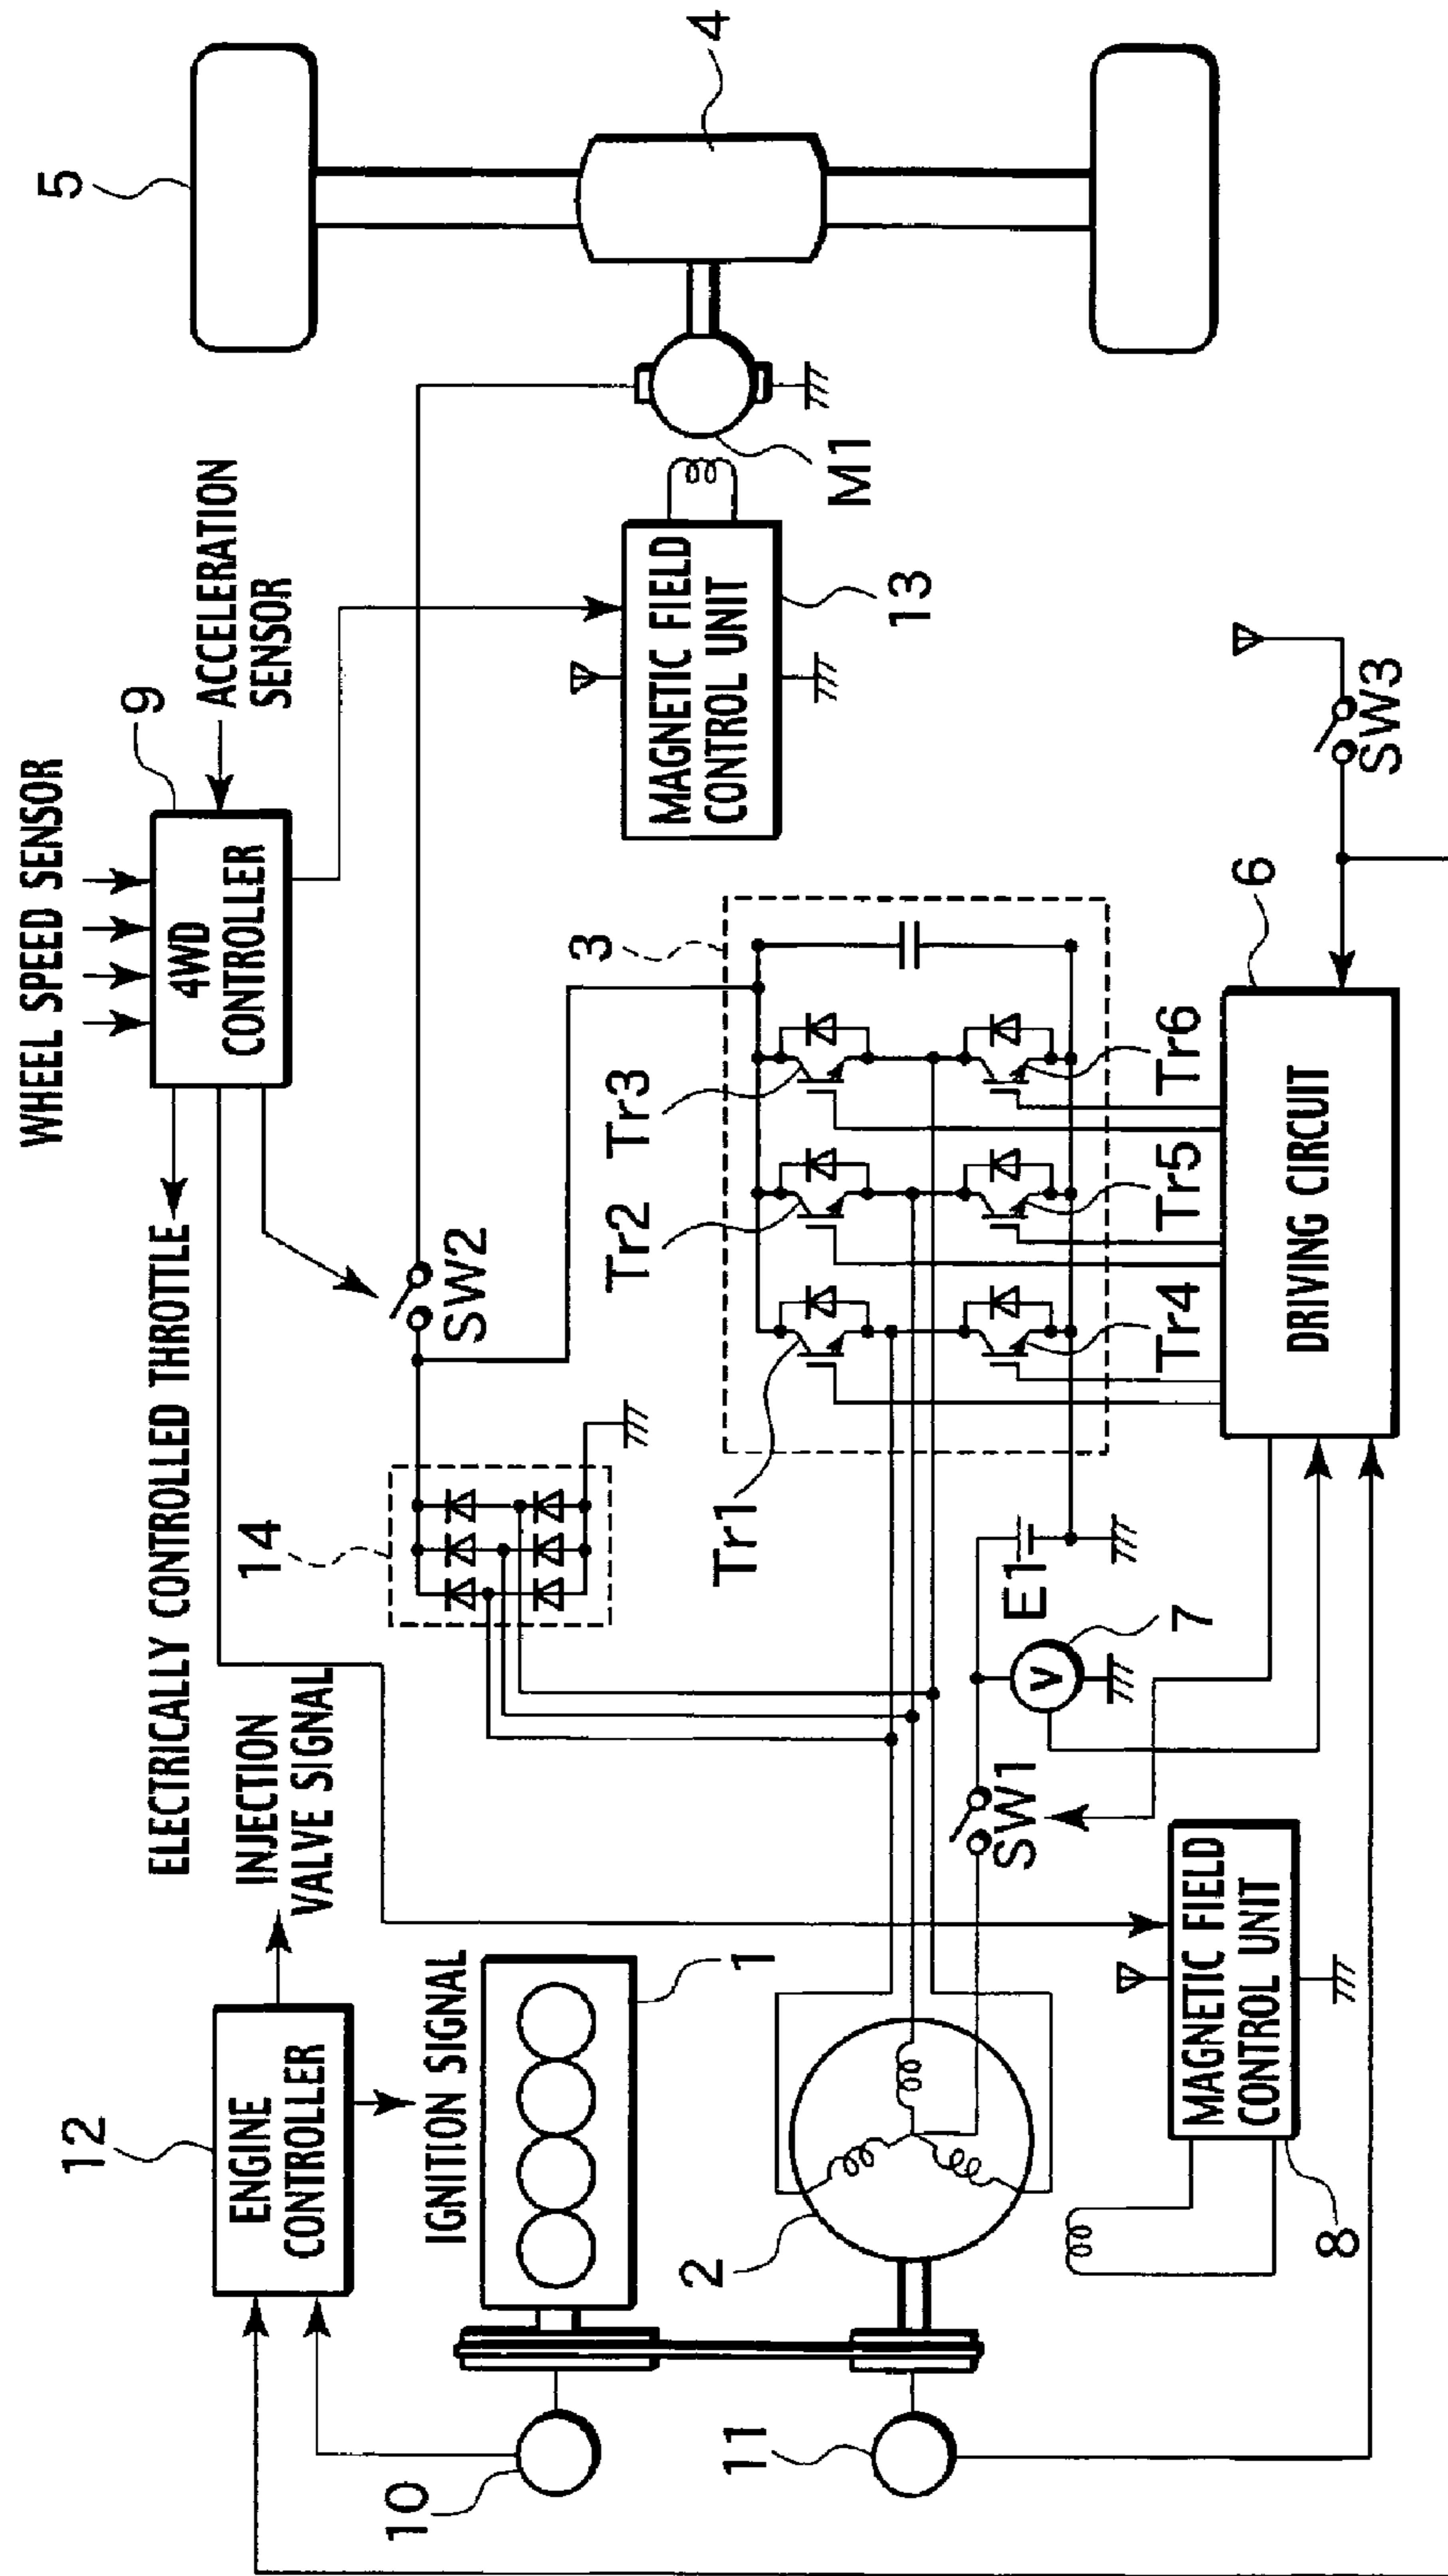 WHEEL SPEED SENSOR
9
4WD
CONTROLLER
ACCELERATION
SENSOR
5
4
ELECTRICALLY CONTROLLED THROTTLE
INJECTION
VALVE SIGNAL
12
ENGINE
CONTROLLER
IGNITION SIGNAL
1
10
14
SW2
M1
MAGNETIC FIELD
CONTROL UNIT
13
3
Tr1
Tr2
Tr3
Tr4
Tr5
Tr6
2
11
SW1
E1
V
7
MAGNETIC FIELD
CONTROL UNIT
8
DRIVING CIRCUIT
6
SW3